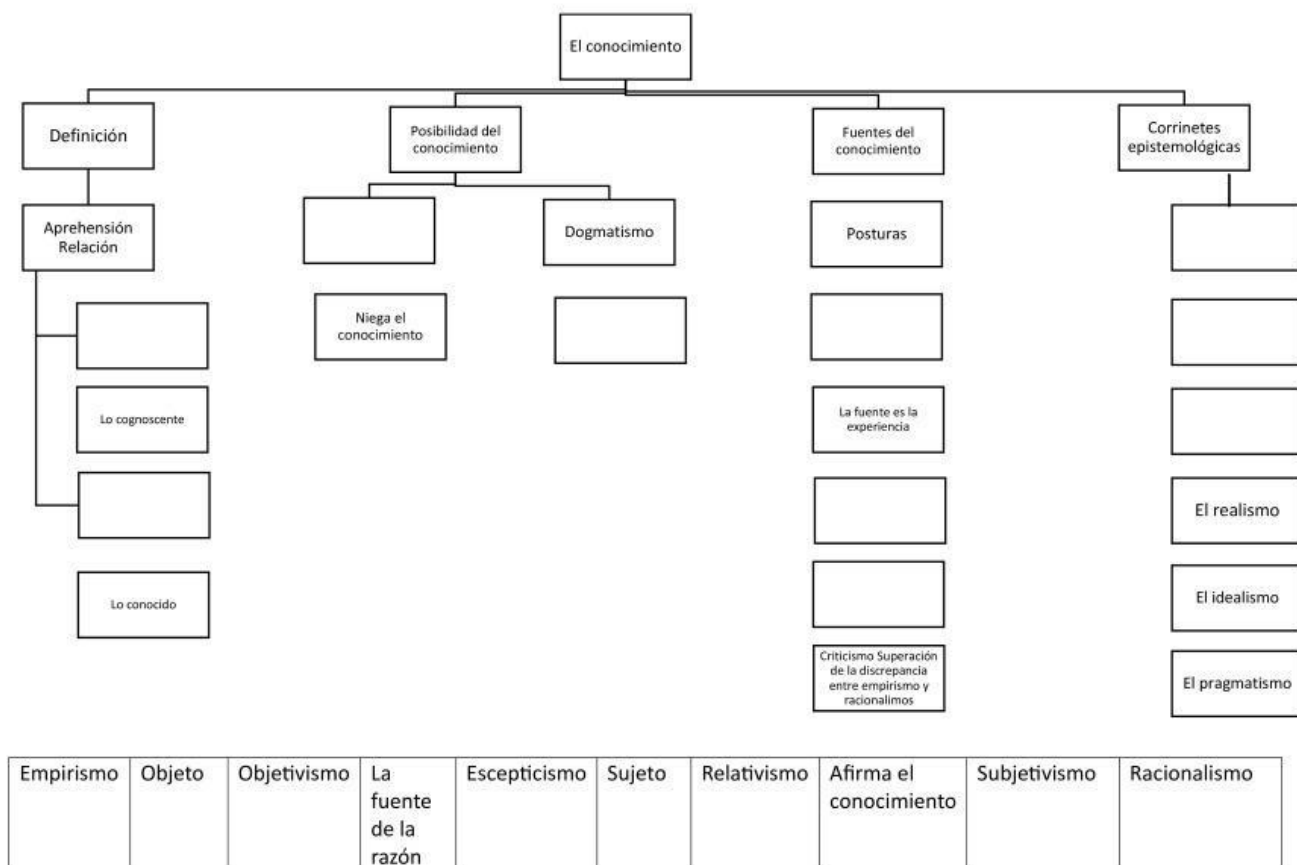 El conocimiento
Definición
Posibilidad del
conocimiento
Fuentes del
conocimiento
Corrinetes
epistemológicas
Aprehensión
Relación
Dogmatismo
Posturas
Niega el
conocimiento
Lo cognoscente
La fuente es la
experiencia
El realismo
Lo conocido
El idealismo
Criticismo Superación
de la discrepancia
entre empirismo y
racionalimos
El pragmatismo
Empirismo
Objeto
Objetivismo
La
fuente
de la
razón
Escepticismo
Sujeto
Relativismo
Afirma el
conocimiento
Subjetivismo
Racionalismo